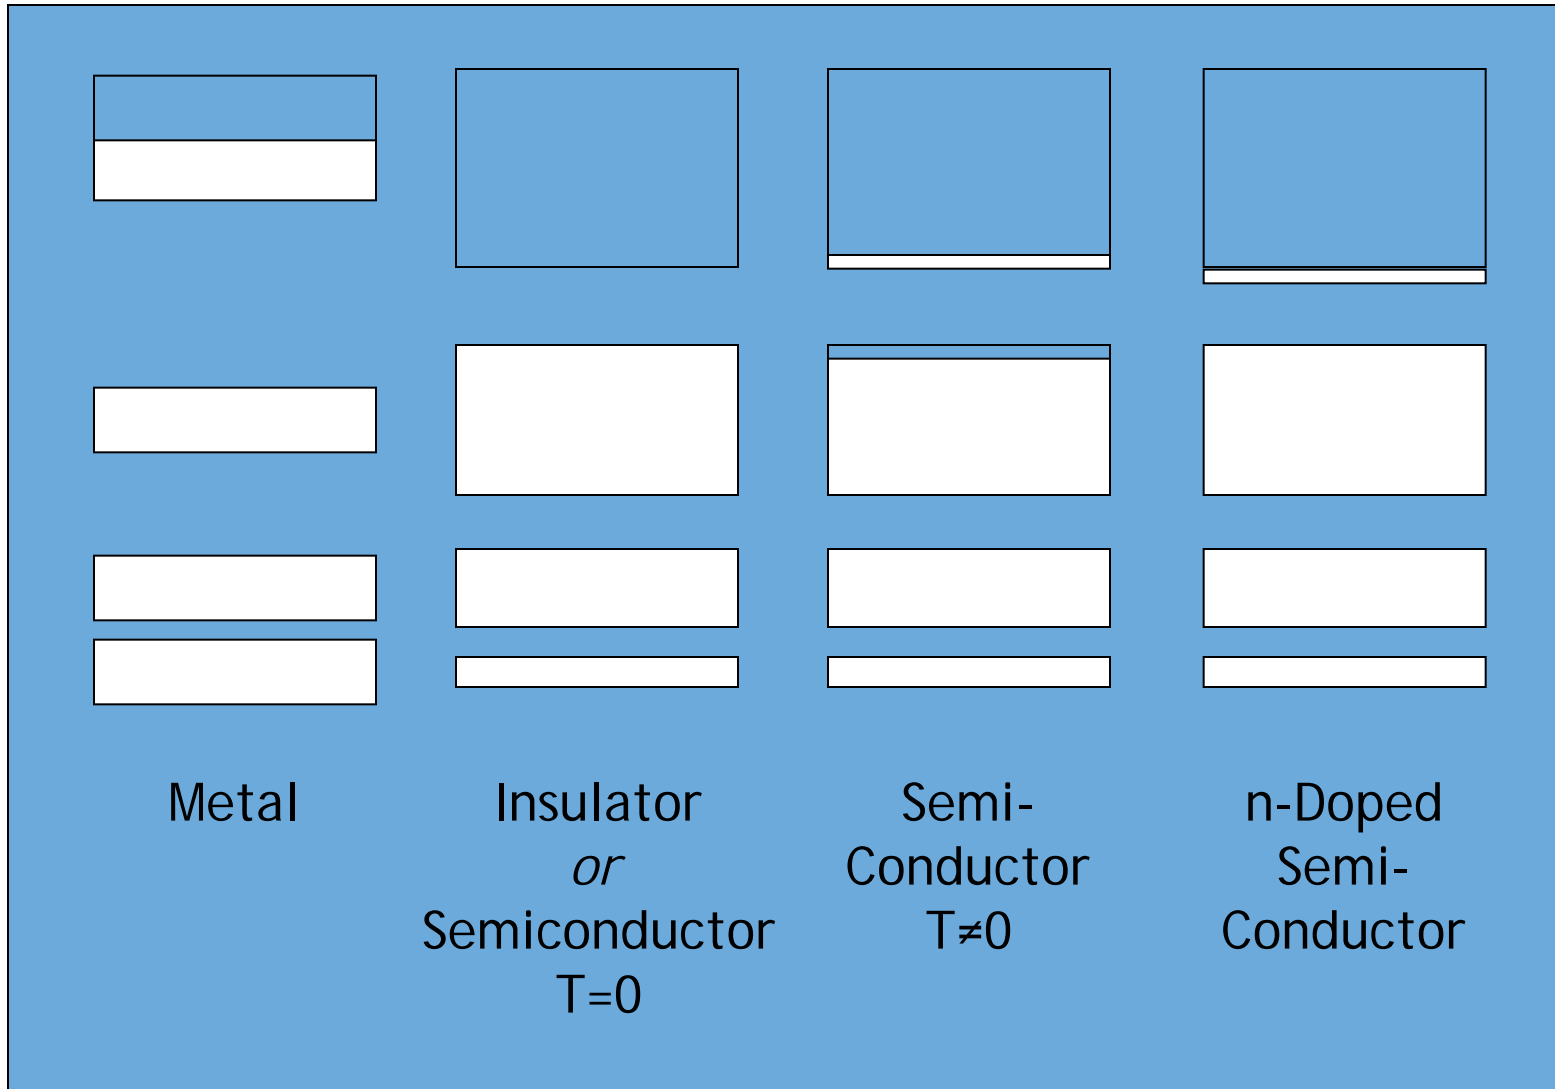 Metal
Insulator
or
Semiconductor
T=0
Semi-
Conductor
T≠0
n-Doped
Semi-
Conductor